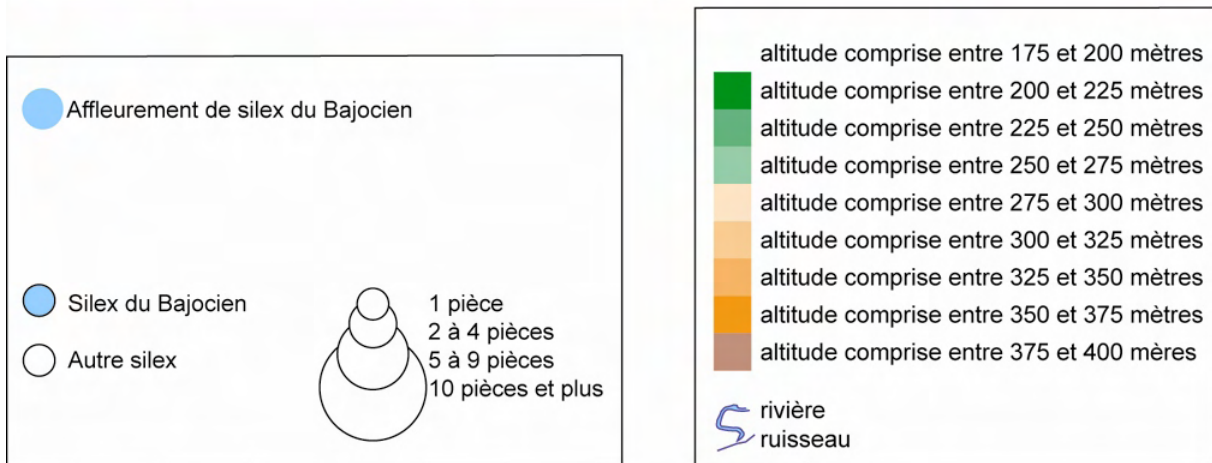 Affleurement de silex du Bajocien
Silex du Bajocien
Autre silex
1 pièce
2 à 4 pièces
5 à 9 pièces
10 pièces et plus
altitude comprise entre 175 et 200 mètres
altitude comprise entre 200 et 225 mètres
altitude comprise entre 225 et 250 mètres
altitude comprise entre 250 et 275 mètres
altitude comprise entre 275 et 300 mètres
altitude comprise entre 300 et 325 mètres
altitude comprise entre 325 et 350 mètres
altitude comprise entre 350 et 375 mètres
altitude comprise entre 375 et 400 mères
rivière
ruisseau